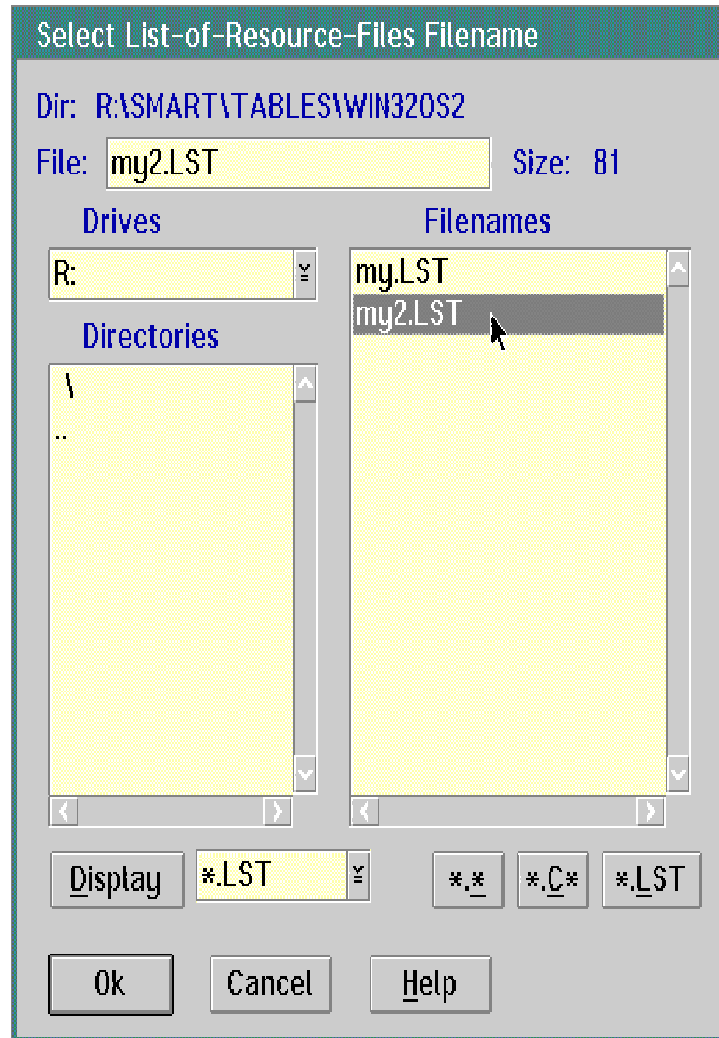 Select List-of-Resource-Files Filename
Dir: R:\SMART\TABLES\WIN32OS2
File: my2.LST Size: 81
Drives
Filenames
R:
my.LST
my2.LST
Directories
\
..
Display *.LST *.* *.C* *.LST
Ok Cancel Help